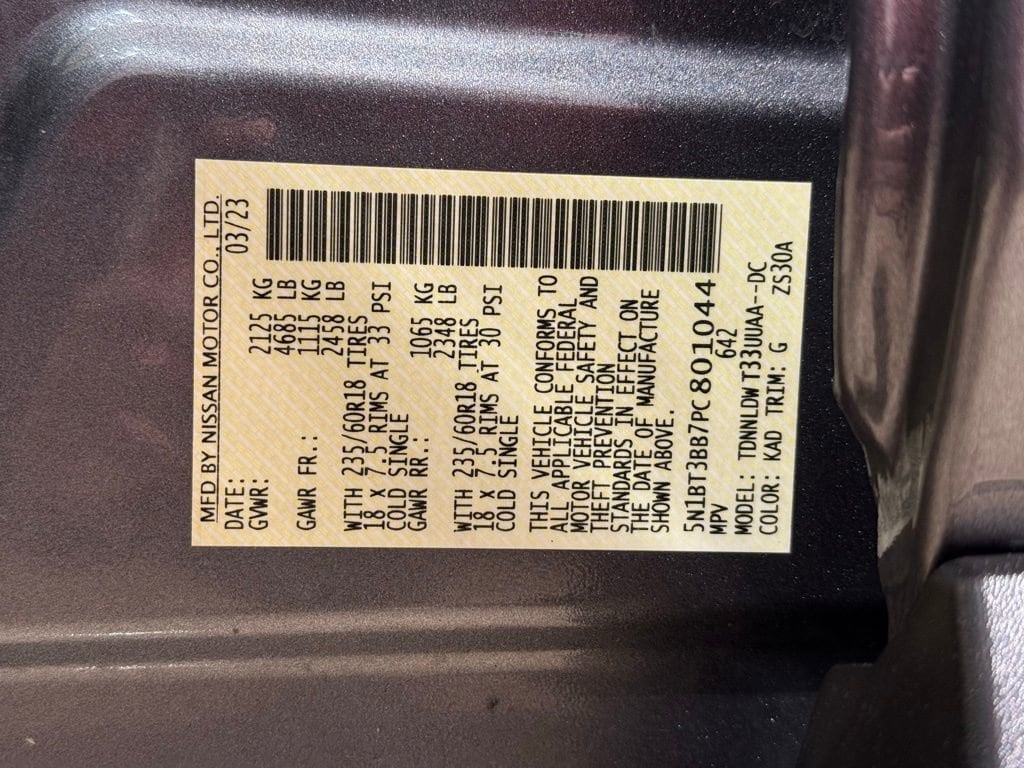 MFD BY NISSAN MOTOR CO., LTD.
DATE: 03/23
GVWR: 2125 KG
4685 LB
GAWR FR.: 1115 KG
2458 LB
WITH 235/60R18 TIRES
18 X 7.5 RIMS AT 33 PSI
COLD SINGLE
GAWR RR.: 1065 KG
2348 LB
WITH 235/60R18 TIRES
18 X 7.5 RIMS AT 30 PSI
COLD SINGLE
THIS VEHICLE CONFORMS TO
ALL APPLICABLE FEDERAL
MOTOR VEHICLE SAFETY AND
THEFT PREVENTION
STANDARDS IN EFFECT ON
THE DATE OF MANUFACTURE
SHOWN ABOVE.
5N1BT3BB7PC801044
MPV 642
MODEL: TDNNLDWT33UUAA--DC
COLOR: KAD TRIM: G ZS30A